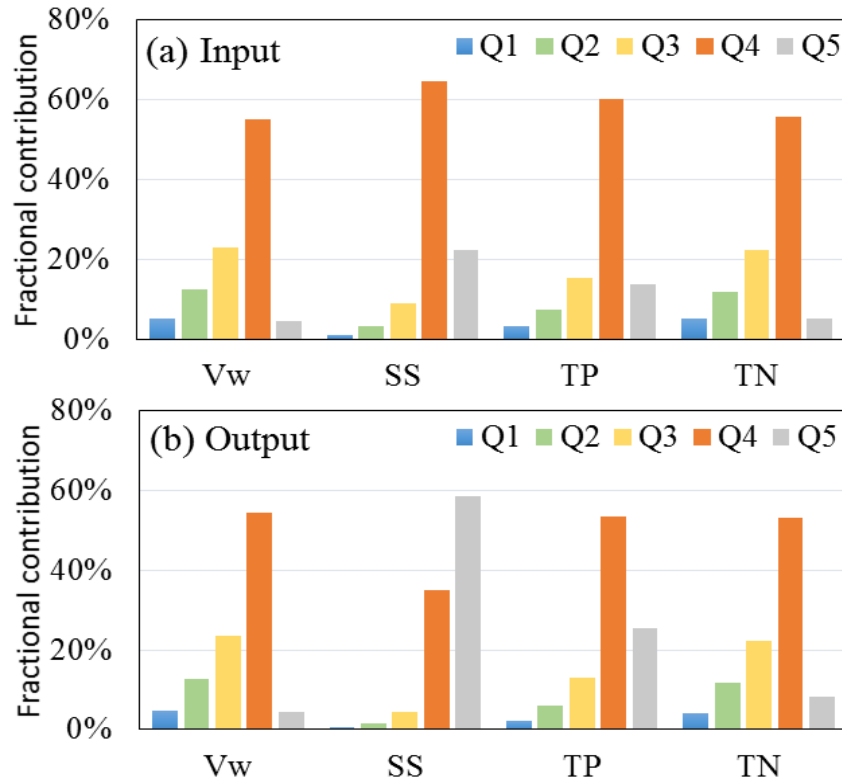 80%
(a) Input
Q1 Q2 Q3 Q4 Q5
60%
40%
20%
0%
Fractional contribution
Vw SS TP TN
80%
(b) Output
Q1 Q2 Q3 Q4 Q5
60%
40%
20%
0%
Fractional contribution
Vw SS TP TN